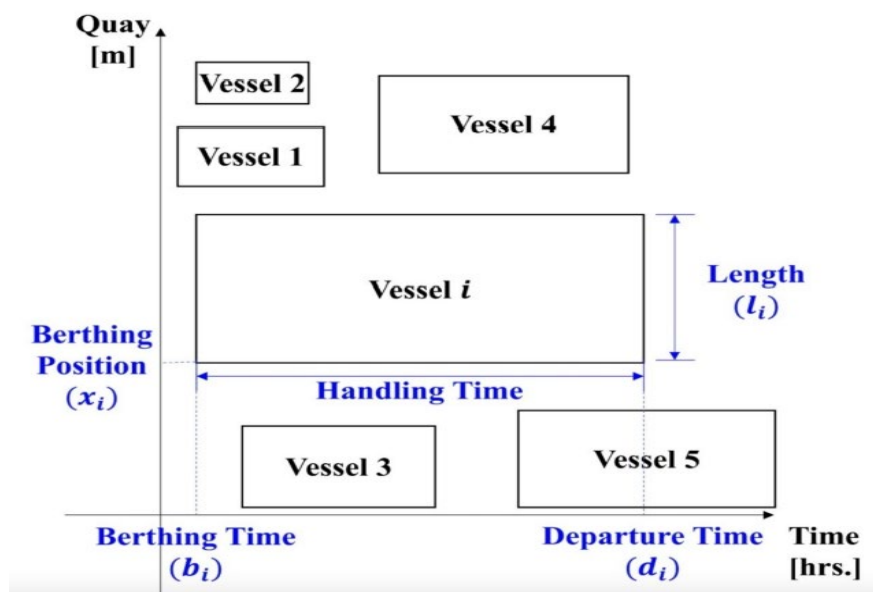 Quay
[m]
Vessel 2
Vessel 4
Vessel 1
Vessel i
Length
(lᵢ)
Berthing
Position
(xᵢ)
Handling Time
Vessel 3
Vessel 5
Berthing Time
(bᵢ)
Departure Time
(dᵢ)
Time
[hrs.]